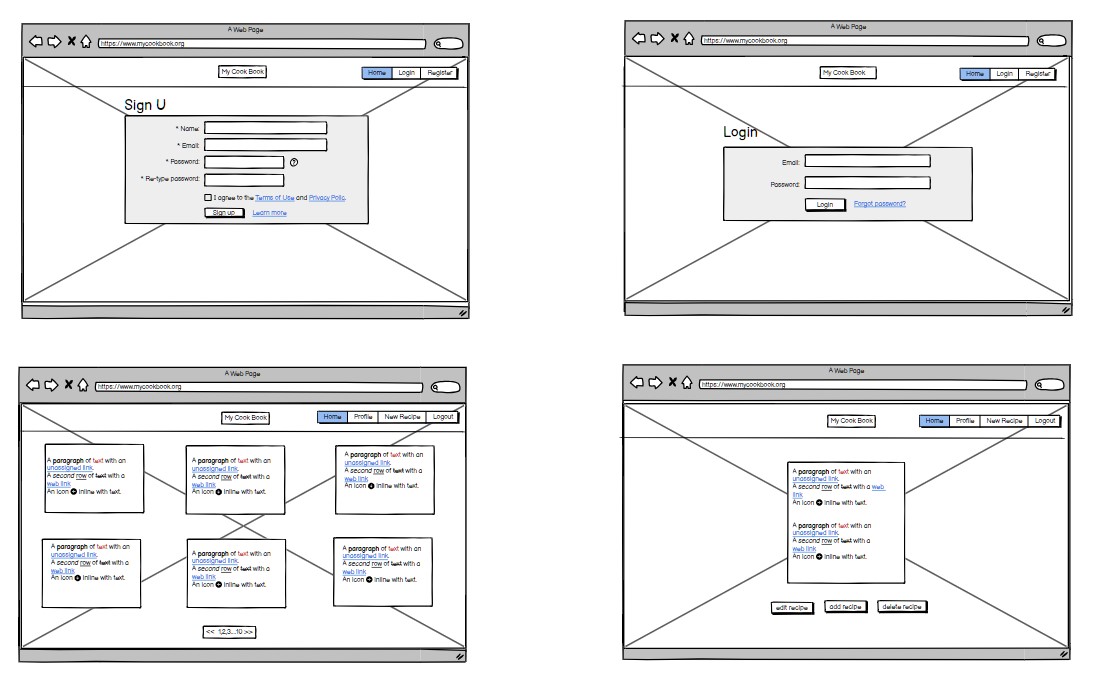 A Web Page
https://www.mycookbook.org
My Cook Book
Home Login Register
Sign U
* Name:
* Email:
* Password: ?
* Re-type password:
I agree to the Terms of Use and Privacy Polic.
Sign up Learn more
A Web Page
https://www.mycookbook.org
My Cook Book
Home Login Register
Login
Email:
Password:
Login Forgot password?
A Web Page
https://www.mycookbook.org
My Cook Book
Home Profile New Recipe Logout
A paragraph of text with an
unassigned link.
A second row of text with a
web link
An icon inline with text.
A paragraph of text with an
unassigned link.
A second row of text with a
web link
An icon inline with text.
A paragraph of text with an
unassigned link.
A second row of text with a
web link
An icon inline with text.
A paragraph of text with an
unassigned link.
A second row of text with a
web link
An icon inline with text.
A paragraph of text with an
unassigned link.
A second row of text with a
web link
An icon inline with text.
A paragraph of text with an
unassigned link.
A second row of text with a
web link
An icon inline with text.
<< 1,2,3...10 >>
A Web Page
https://www.mycookbook.org
My Cook Book
Home Profile New Recipe Logout
A paragraph of text with an
unassigned link.
A second row of text with a web
link
An icon inline with text.
A paragraph of text with an
unassigned link.
A second row of text with a
web link
An icon inline with text.
edit recipe add recipe delete recipe